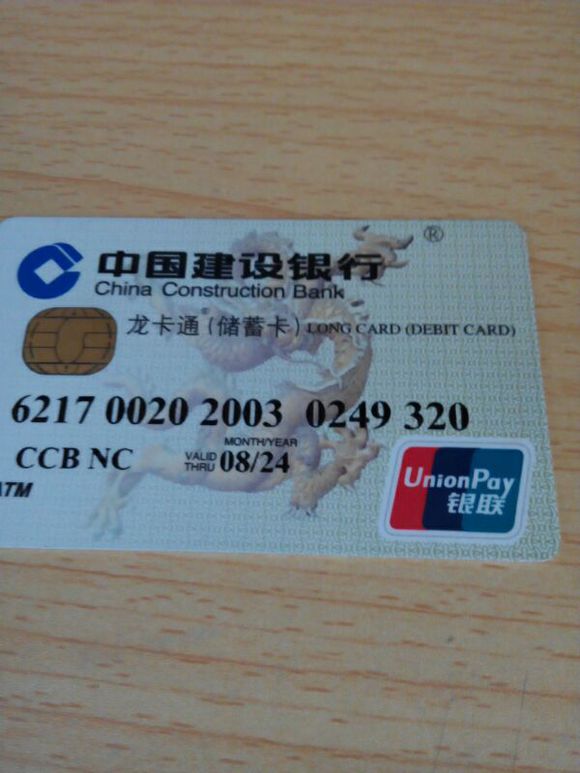 ®
中国建设银行
China Construction Bank
龙卡通(储蓄卡) LONG CARD (DEBIT CARD)
6217 0020 2003 0249 320
CCB NC
MONTH/YEAR
VALID THRU 08/24
ATM
UnionPay
银联